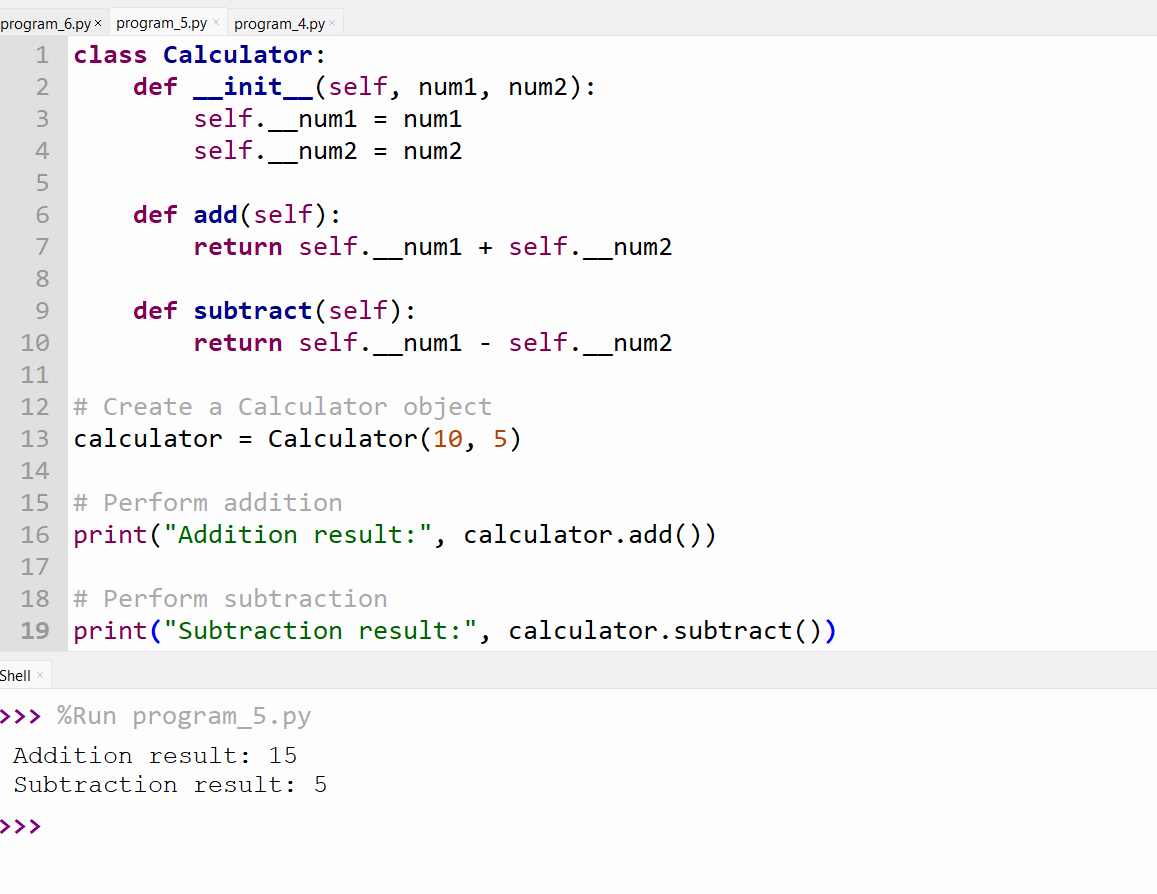 program_6.py × program_5.py × program_4.py ×
1 class Calculator:
2     def __init__(self, num1, num2):
3         self.__num1 = num1
4         self.__num2 = num2
5
6     def add(self):
7         return self.__num1 + self.__num2
8
9     def subtract(self):
10         return self.__num1 - self.__num2
11
12 # Create a Calculator object
13 calculator = Calculator(10, 5)
14
15 # Perform addition
16 print("Addition result:", calculator.add())
17
18 # Perform subtraction
19 print("Subtraction result:", calculator.subtract())
Shell ×
>>> %Run program_5.py
Addition result: 15
Subtraction result: 5
>>>